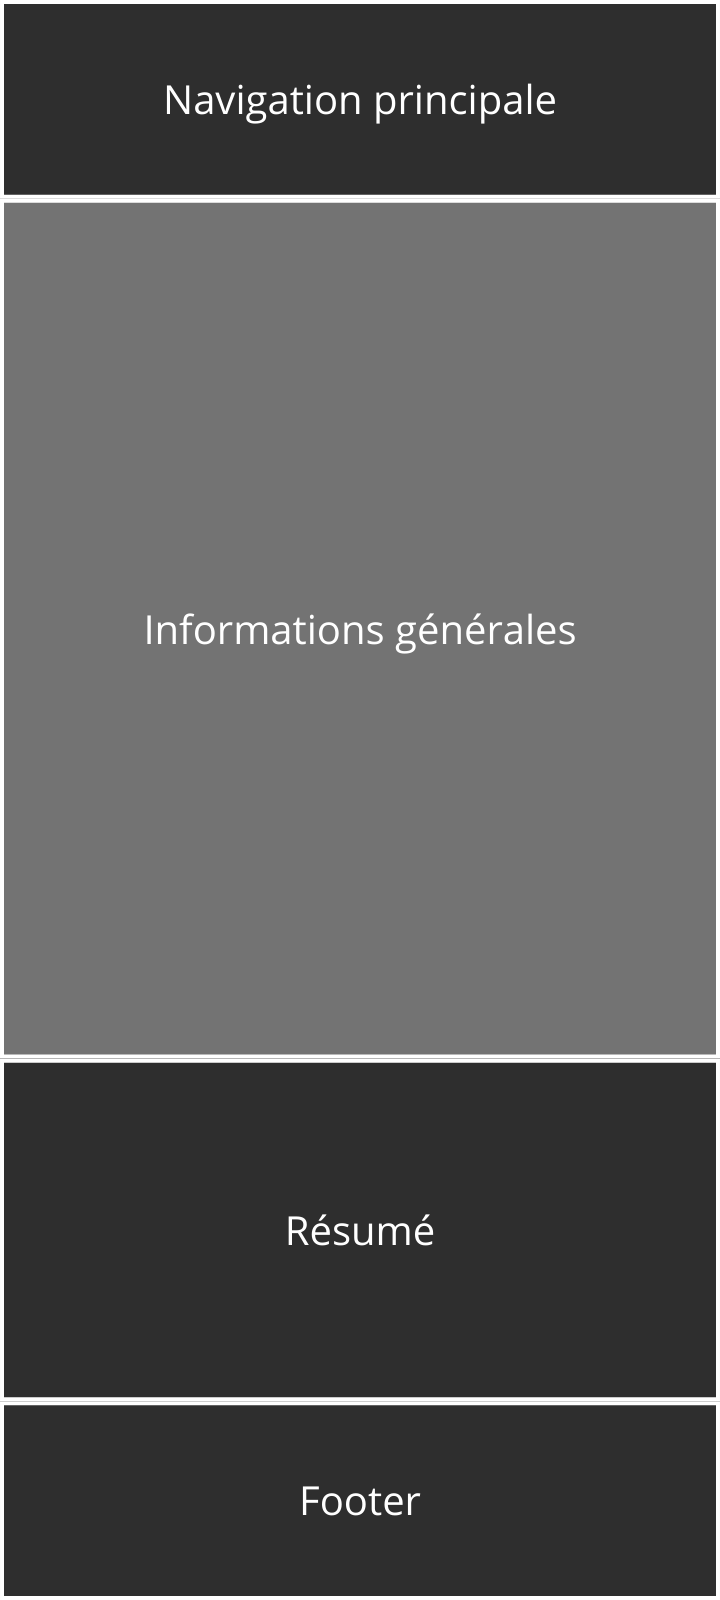 Navigation principale
Informations générales
Résumé
Footer